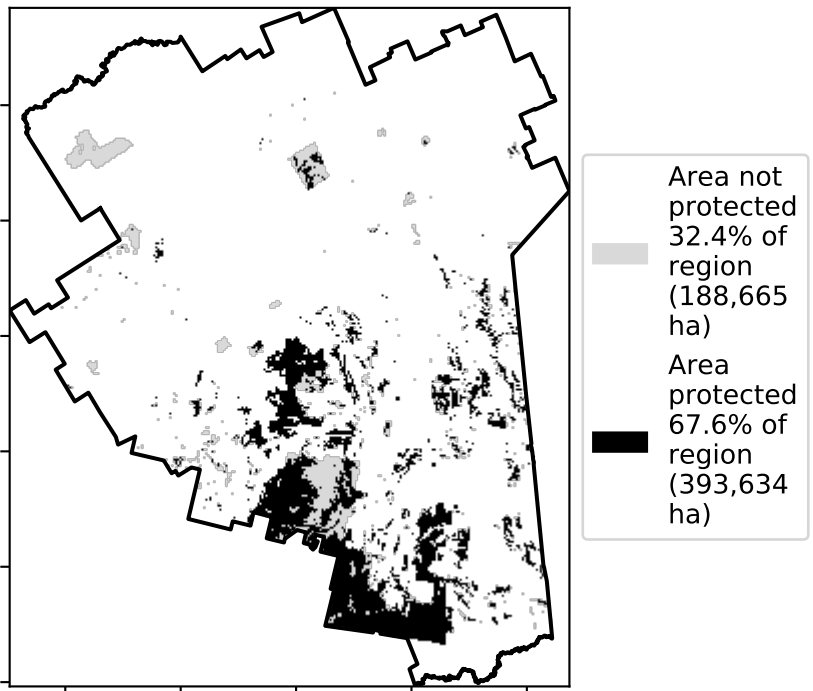 Area not
protected
32.4% of
region
(188,665
ha)
Area
protected
67.6% of
region
(393,634
ha)